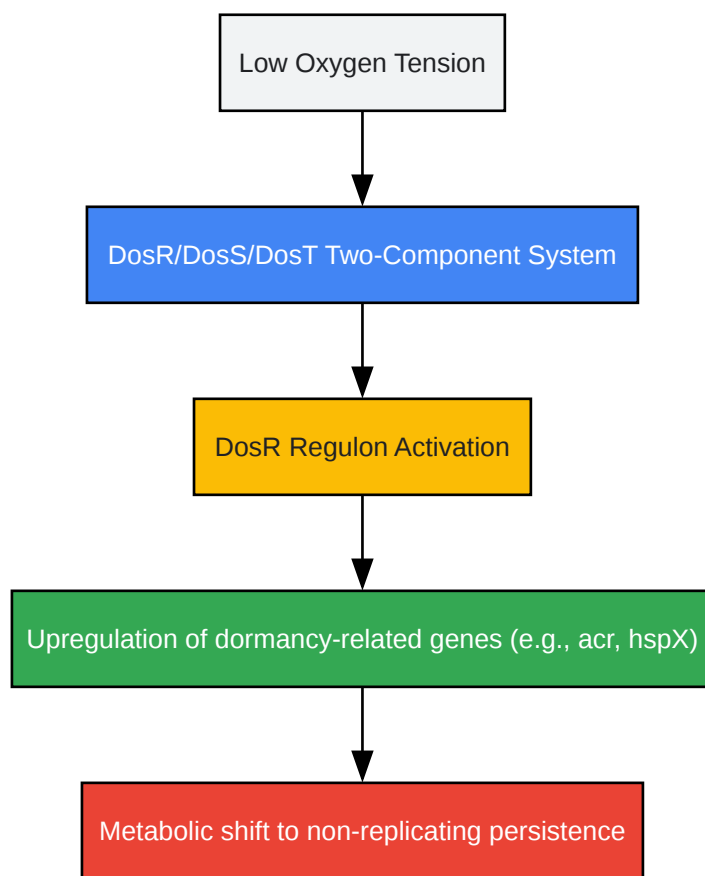 Low Oxygen Tension
DosR/DosS/DosT Two-Component System
DosR Regulon Activation
Upregulation of dormancy-related genes (e.g., acr, hspX)
Metabolic shift to non-replicating persistence